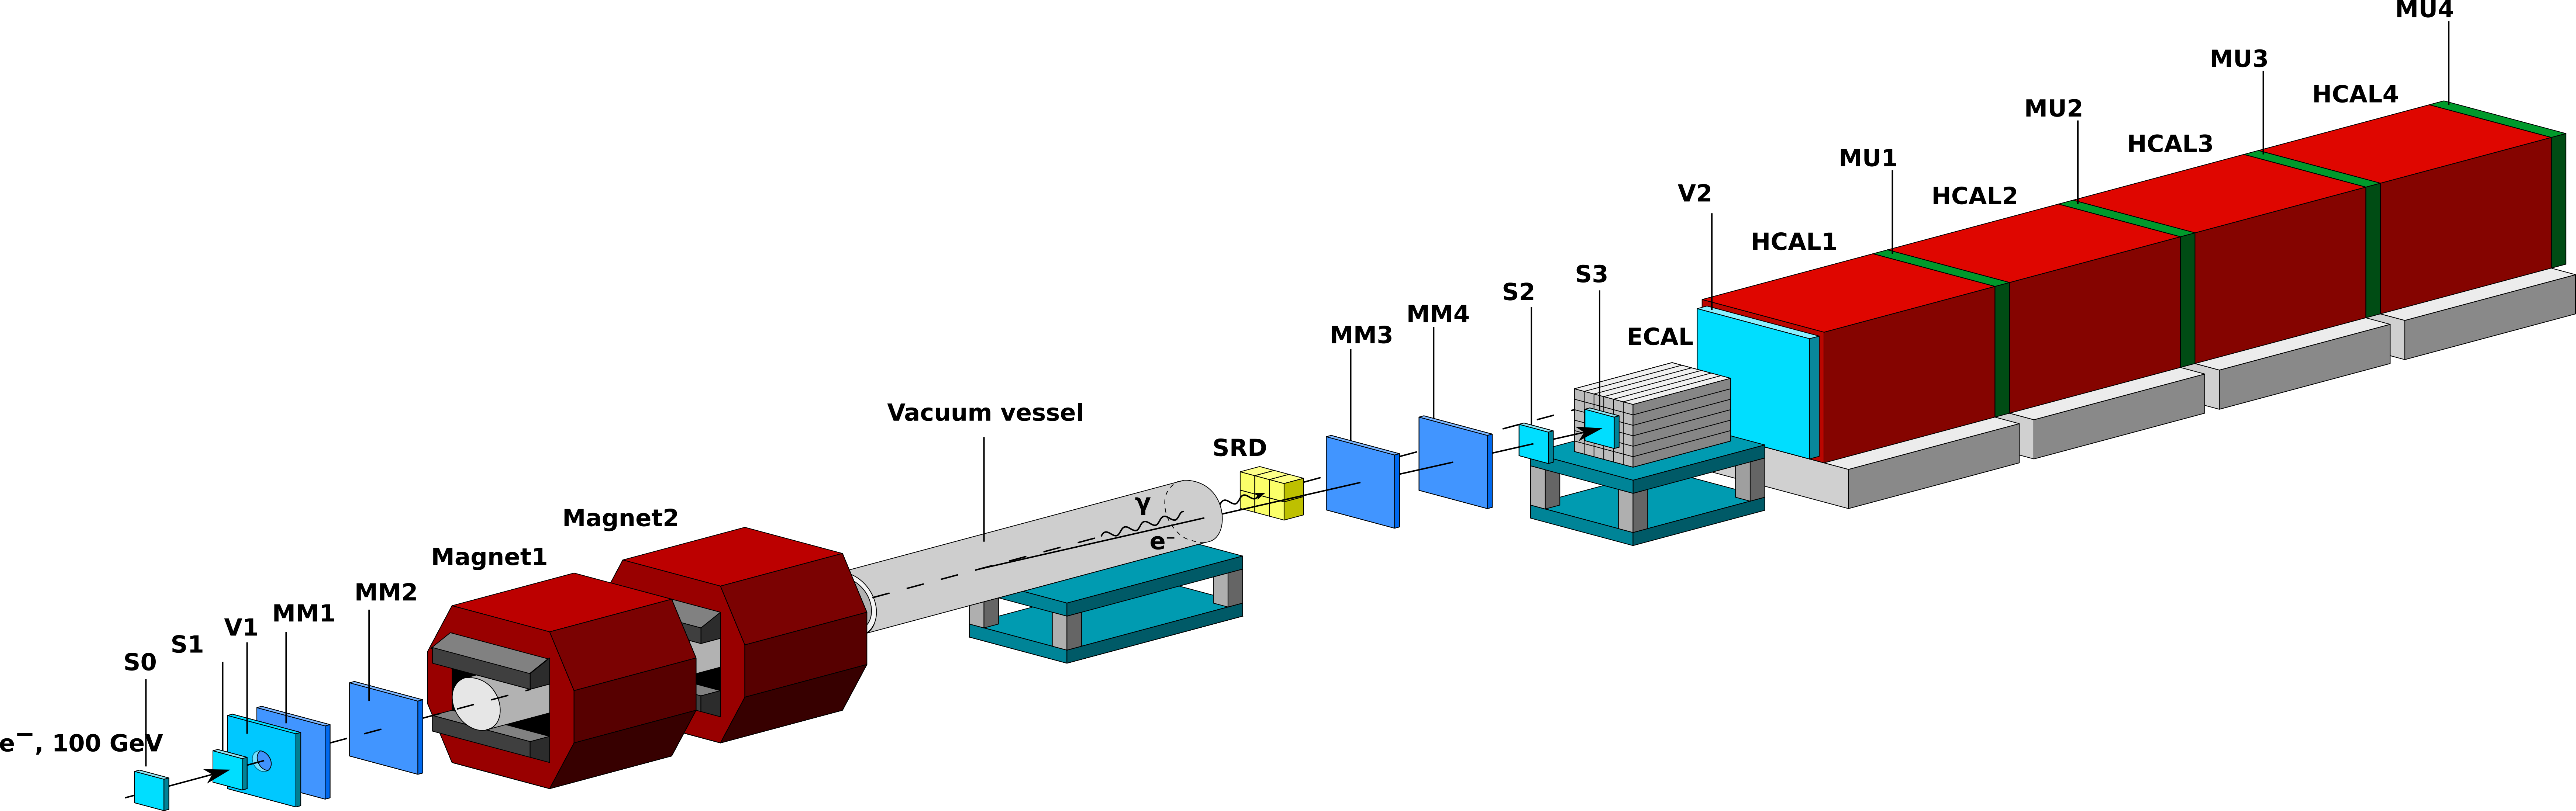 e⁻, 100 GeV
S0
S1
V1
MM1
MM2
Magnet1
Magnet2
Vacuum vessel
γ
e⁻
SRD
MM3
MM4
S2
S3
ECAL
V2
HCAL1
MU1
HCAL2
MU2
HCAL3
MU3
HCAL4
MU4